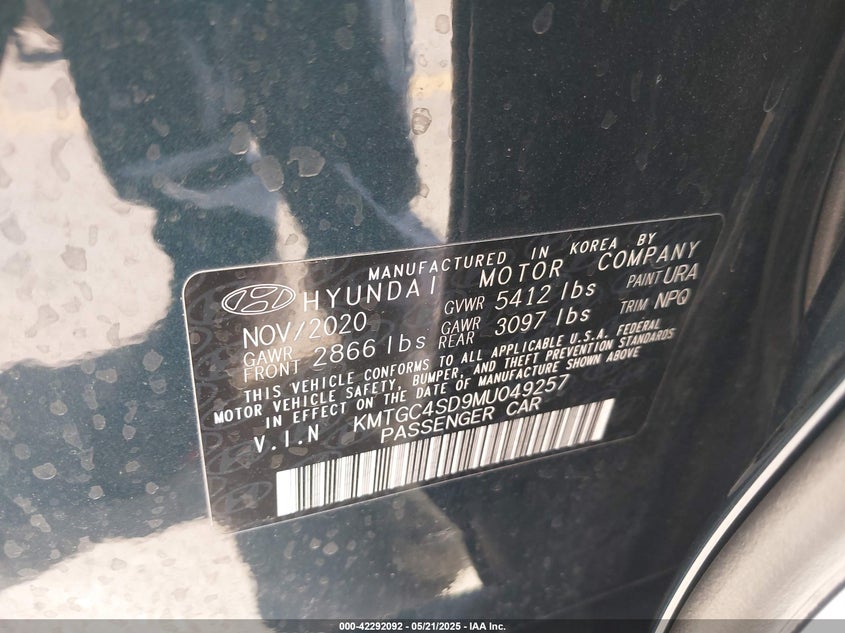 MANUFACTURED IN KOREA BY
HYUNDAI MOTOR COMPANY
NOV/2020 GVWR 5412 lbs PAINT URA
GAWR FRONT 2866 lbs GAWR REAR 3097 lbs TRIM NPQ
THIS VEHICLE CONFORMS TO ALL APPLICABLE U.S.A. FEDERAL
MOTOR VEHICLE SAFETY, BUMPER, AND THEFT PREVENTION STANDARDS
IN EFFECT ON THE DATE OF MANUFACTURE SHOWN ABOVE
V.I.N KMTGC4SD9MU049257
PASSENGER CAR
000-42292092 - 05/21/2025 - IAA Inc.